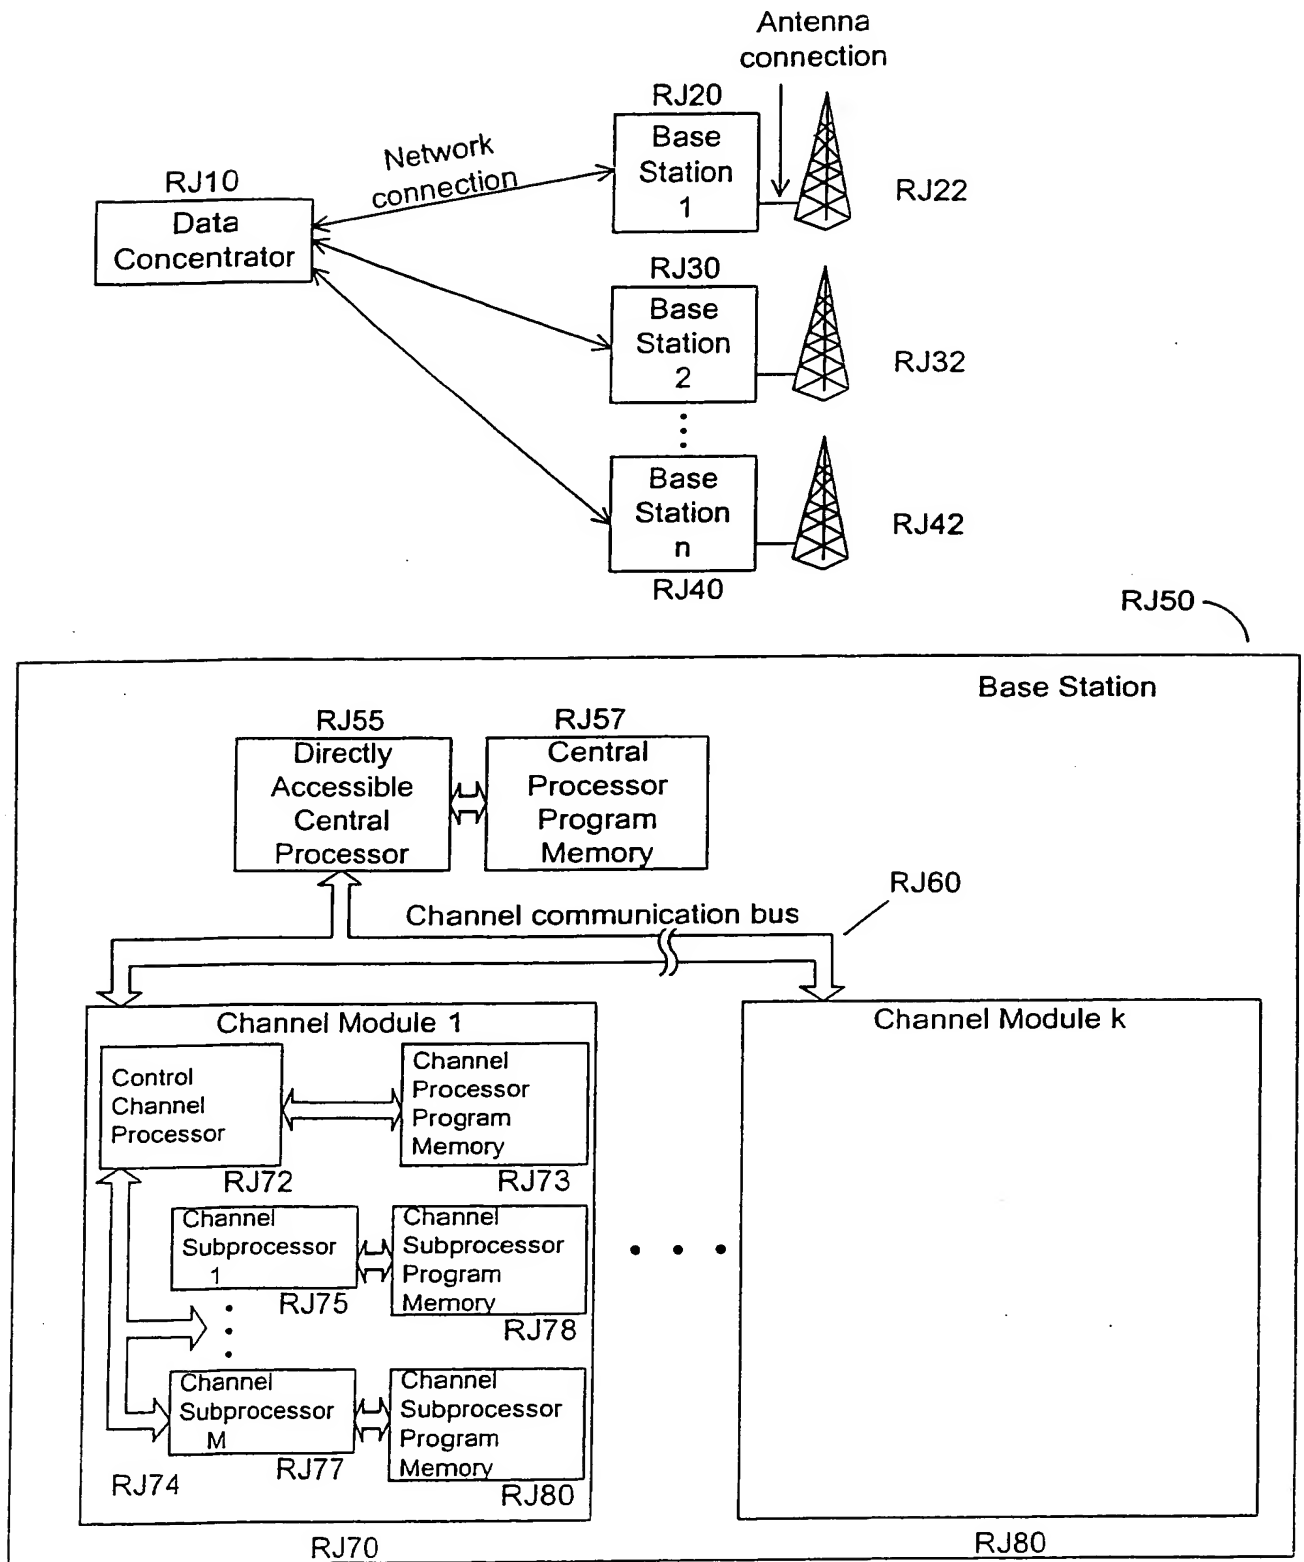 Antenna
connection
RJ20
Base
Station
1
Network
connection
RJ10
Data
Concentrator
RJ22
RJ30
Base
Station
2
RJ32
Base
Station
n
RJ42
RJ40
RJ50
Base Station
RJ55
Directly
Accessible
Central
Processor
RJ57
Central
Processor
Program
Memory
RJ60
Channel communication bus
Channel Module 1
Control
Channel
Processor
RJ72
Channel
Processor
Program
Memory
RJ73
Channel
Subprocessor
1
RJ75
Channel
Subprocessor
Program
Memory
RJ78
Channel
Subprocessor
M
RJ77
Channel
Subprocessor
Program
Memory
RJ80
RJ74
RJ70
Channel Module k
RJ80